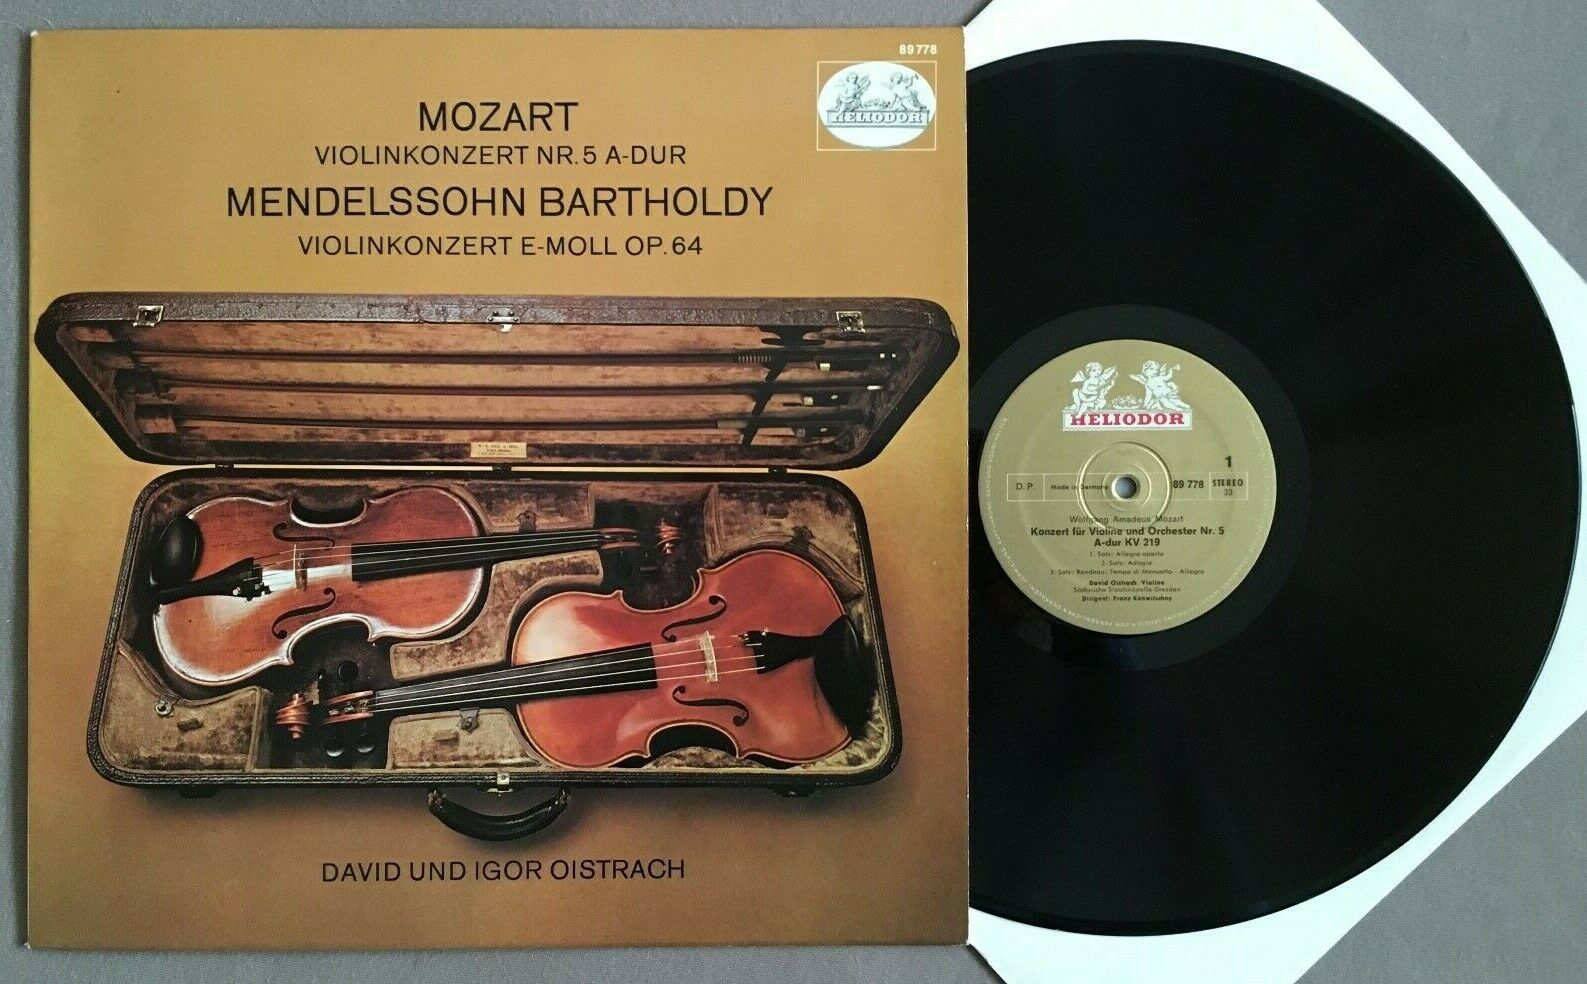 89 778
HELIODOR
MOZART
VIOLINKONZERT NR. 5 A-DUR
MENDELSSOHN BARTHOLDY
VIOLINKONZERT E-MOLL OP. 64
DAVID UND IGOR OISTRACH
HELIODOR
1
D. P.
Made in Germany
89 778
STEREO
33
Wolfgang Amadeus Mozart
Konzert für Violine und Orchester Nr. 5
A-dur KV 219
1. Satz: Allegro aperto
2. Satz: Adagio
3. Satz: Rondeau: Tempo di Menuetto – Allegro
David Oistrach, Violine
Sächsische Staatskapelle Dresden
Dirigent: Franz Konwitschny